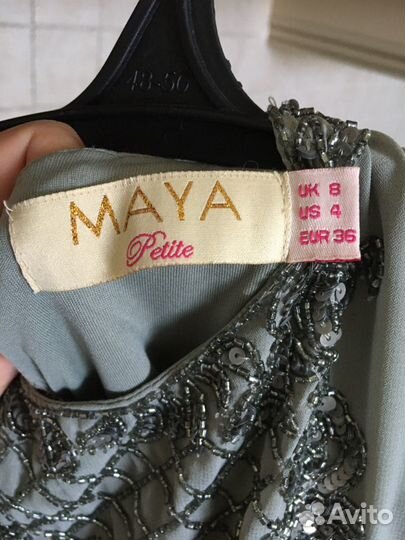 48-50
MAYA
Petite
UK 8
US 4
EUR 36
Avito